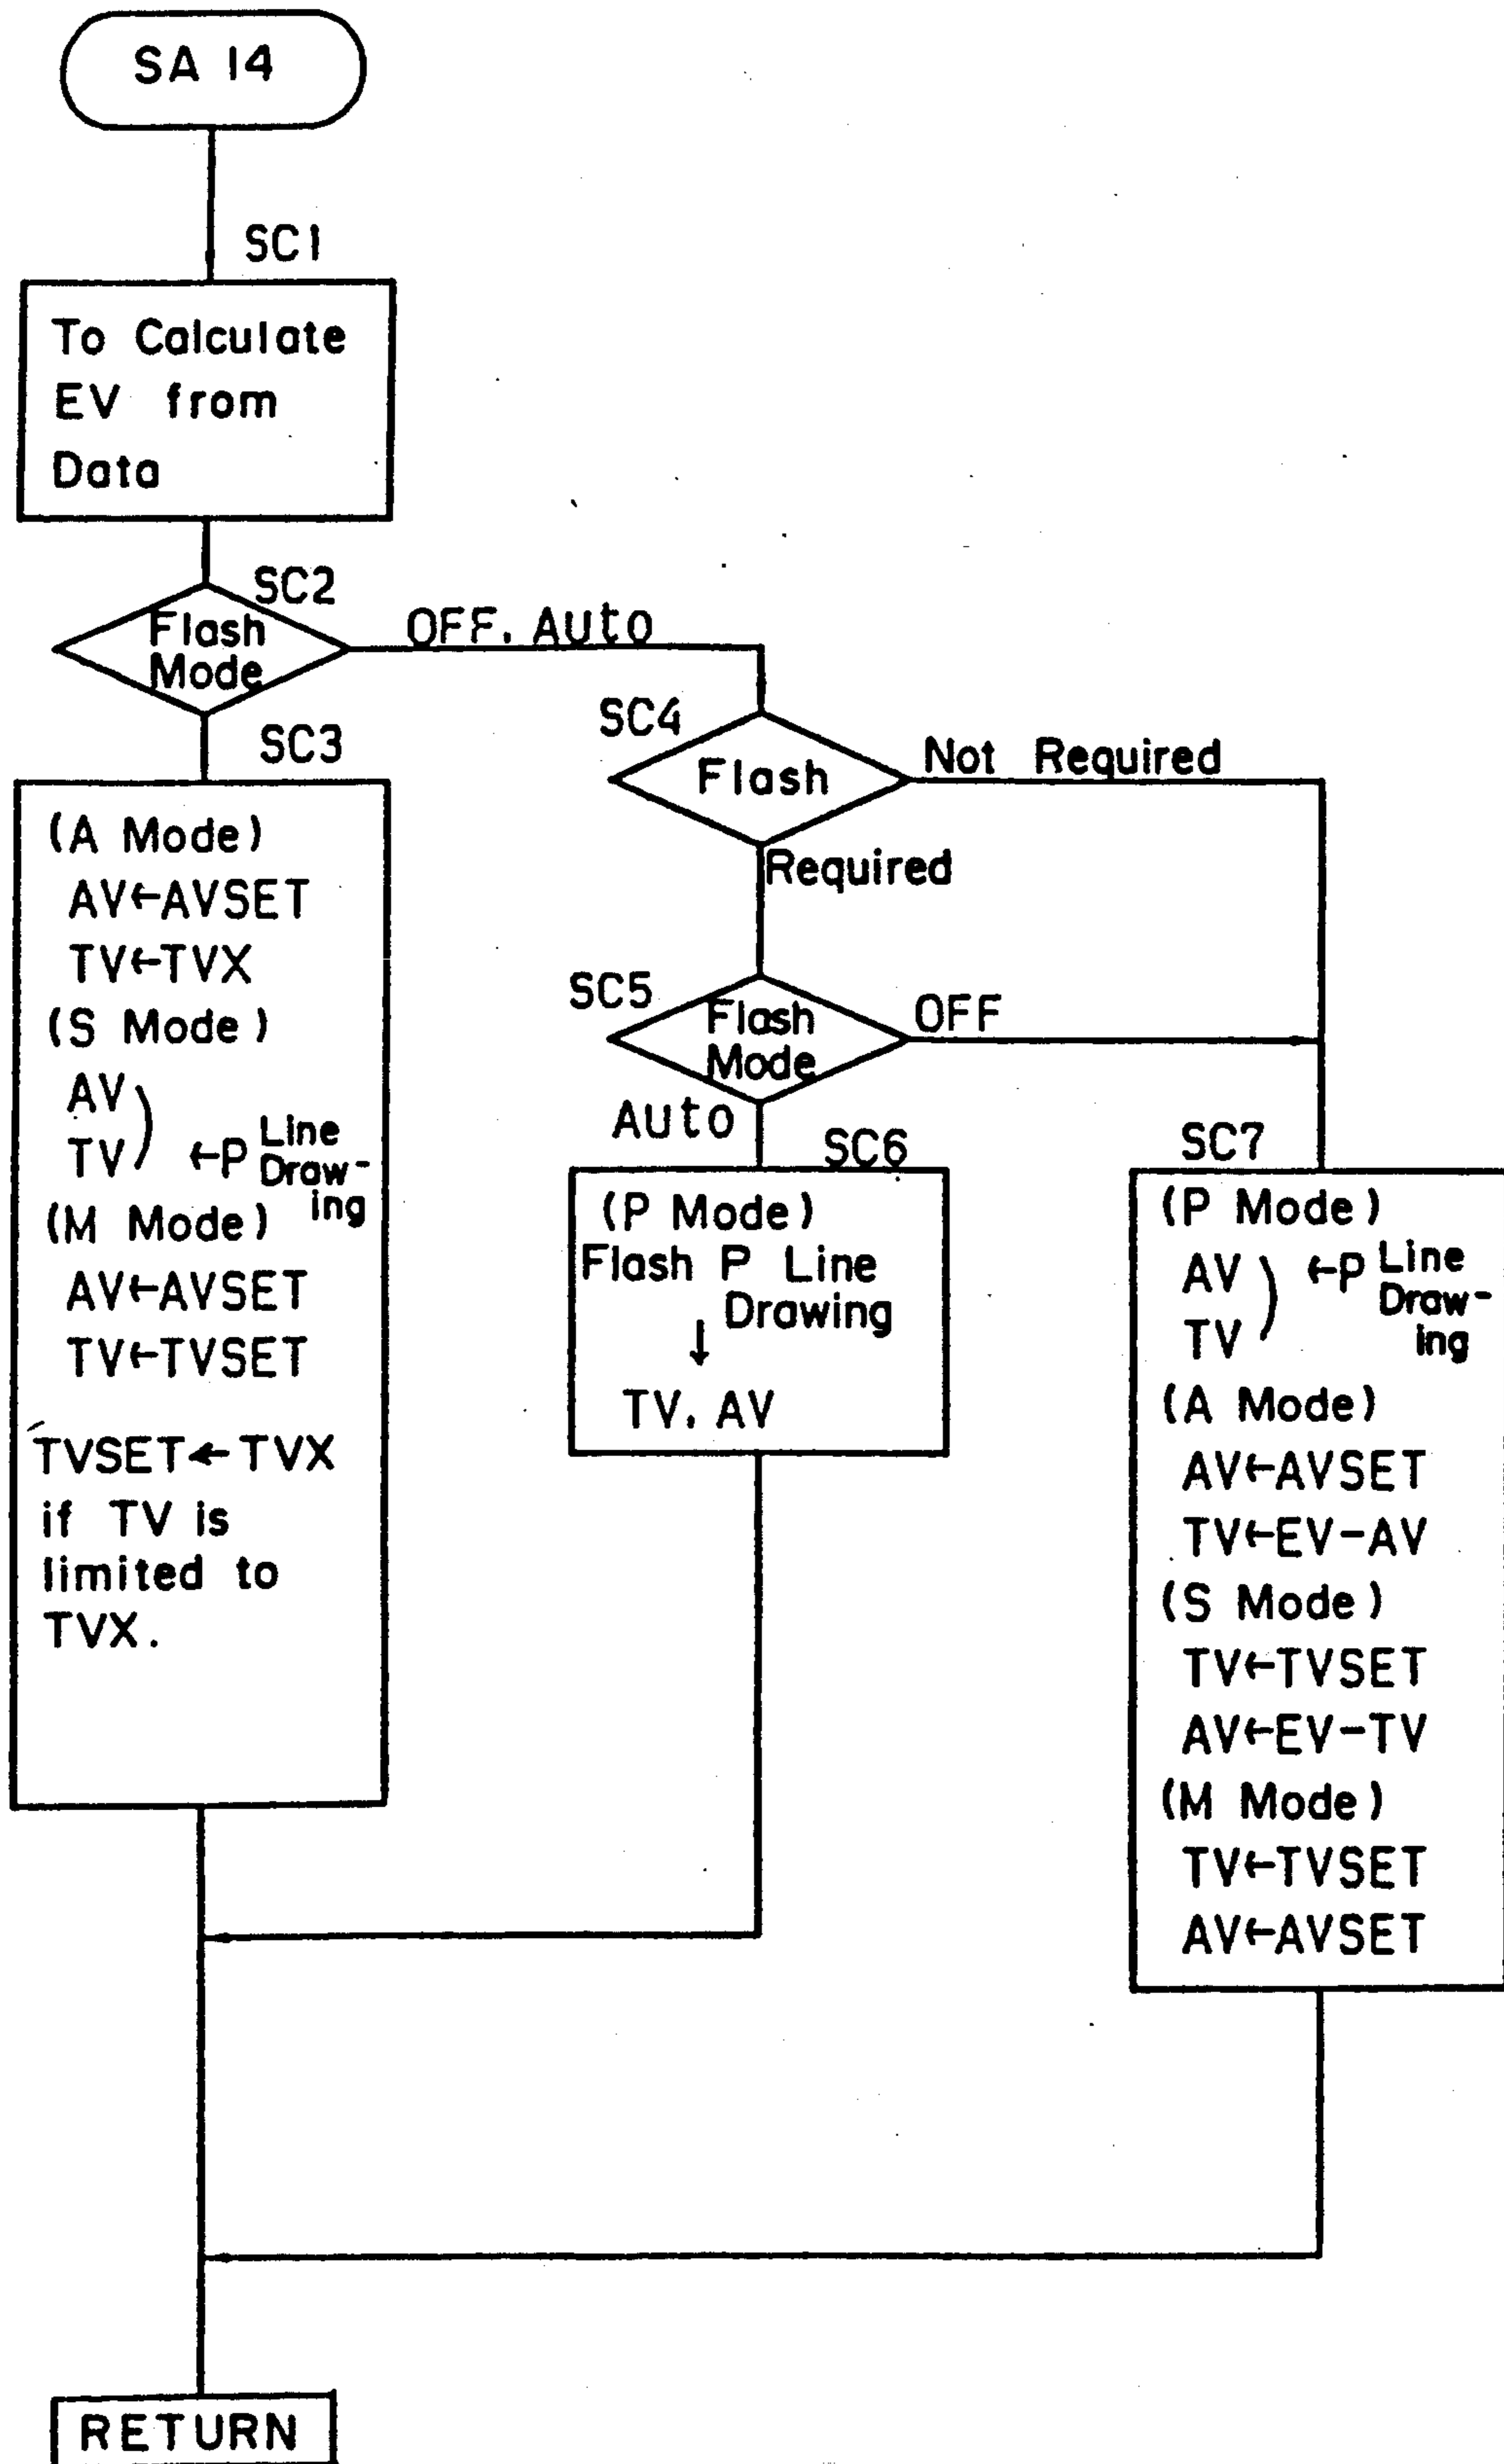 SA 14
SC1
To Calculate
EV from
Data
SC2
Flash
Mode
OFF, Auto
SC3
(A Mode)
AV←AVSET
TV←TVX
(S Mode)
AV
TV) ←P Line
Draw-
ing
(M Mode)
AV←AVSET
TV←TVSET
TVSET←TVX
if TV is
limited to
TVX.
SC4
Flash
Not Required
Required
SC5
Flash
Mode
OFF
Auto
SC6
(P Mode)
Flash P Line
Drawing
↓
TV, AV
SC7
(P Mode)
AV) ←P Line
Draw-
TV ing
(A Mode)
AV←AVSET
TV←EV-AV
(S Mode)
TV←TVSET
AV←EV-TV
(M Mode)
TV←TVSET
AV←AVSET
RETURN